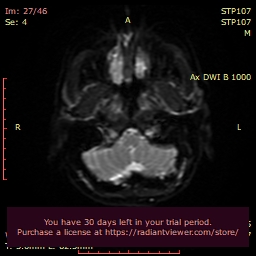 Im: 27/46
Se: 4
A
STP107
STP107
M
Ax DWI B 1000
R
L
You have 30 days left in your trial period.
Purchase a license at https://radiantviewer.com/store/